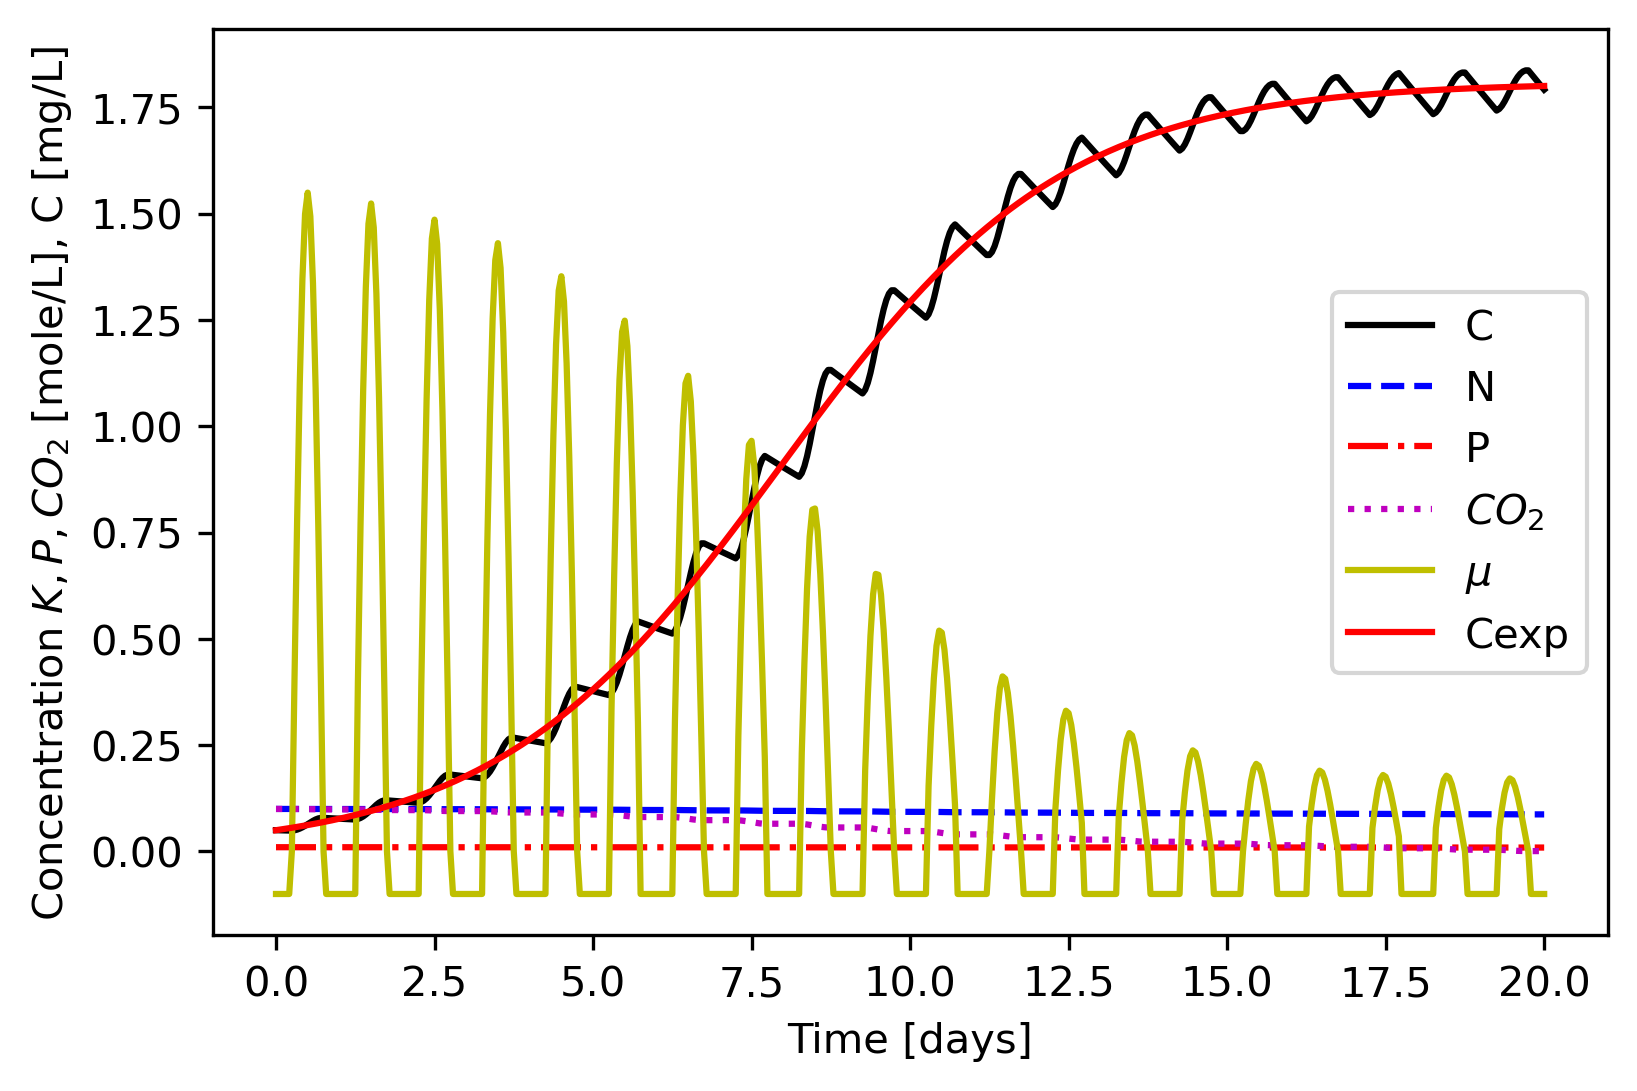 Concentration K, P, CO₂ [mole/L], C [mg/L]
1.75
1.50
1.25
1.00
0.75
0.50
0.25
0.00
C
N
P
CO₂
μ
Cexp
0.0 2.5 5.0 7.5 10.0 12.5 15.0 17.5 20.0
Time [days]